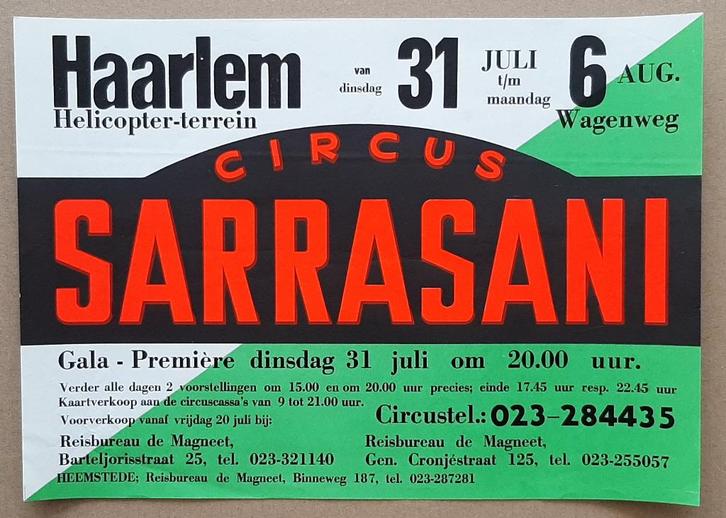 Haarlem van dinsdag 31 JULI t/m maandag 6 AUG.
Helicopter-terrein Wagenweg
CIRCUS
SARRASANI
Gala - Première dinsdag 31 juli om 20.00 uur.
Verder alle dagen 2 voorstellingen om 15.00 en om 20.00 uur precies; einde 17.45 uur resp. 22.45 uur
Kaartverkoop aan de circuscassa's van 9 tot 21.00 uur.
Voorverkoop vanaf vrijdag 20 juli bij: Circustel.: 023-284435
Reisbureau de Magneet, Reisbureau de Magneet,
Barteljorisstraat 25, tel. 023-321140 Gen. Cronjéstraat 125, tel. 023-255057
HEEMSTEDE; Reisbureau de Magneet, Binneweg 187, tel. 023-287281